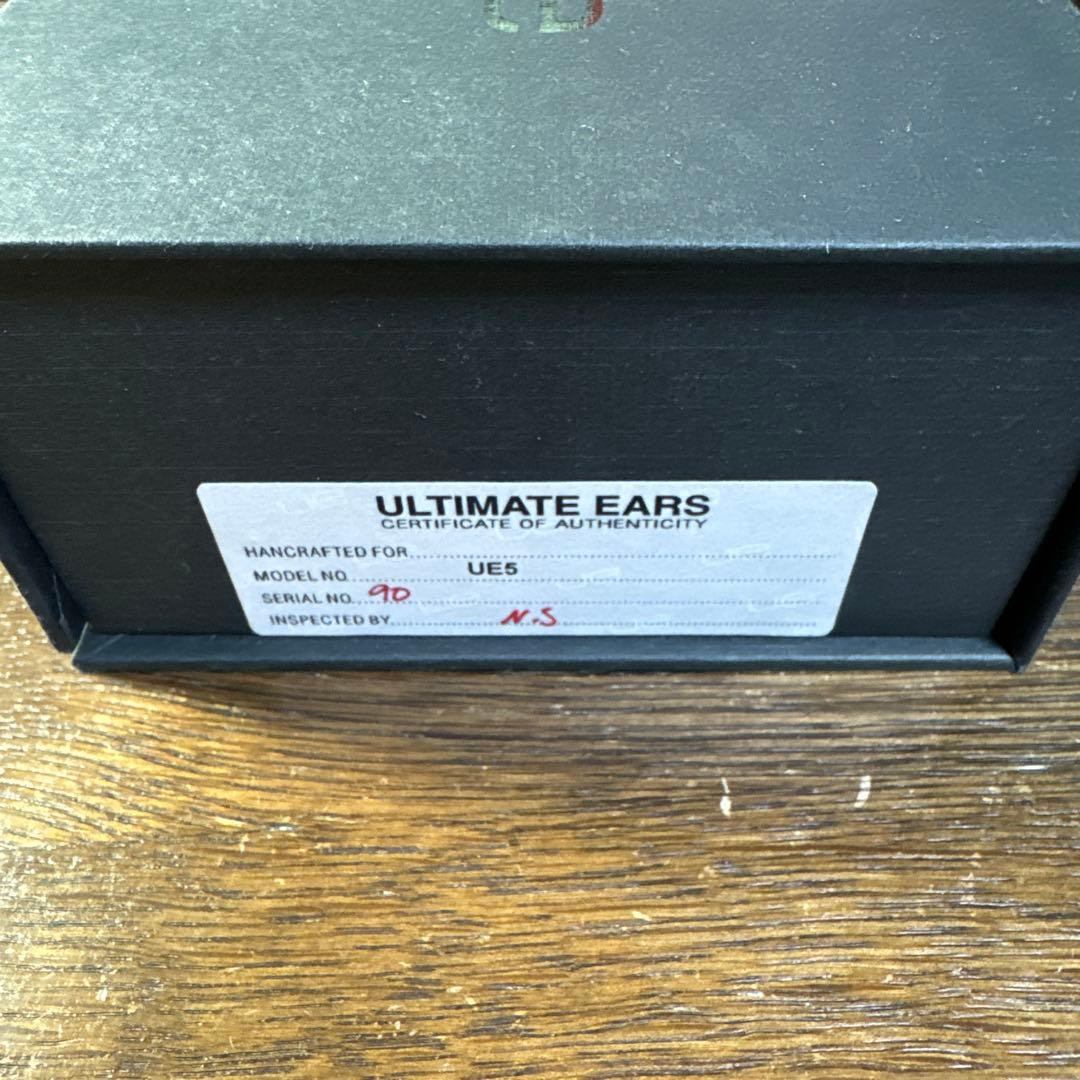 ULTIMATE EARS
CERTIFICATE OF AUTHENTICITY
HANCRAFTED FOR
MODEL NO. UE5
SERIAL NO. 90
INSPECTED BY N.S